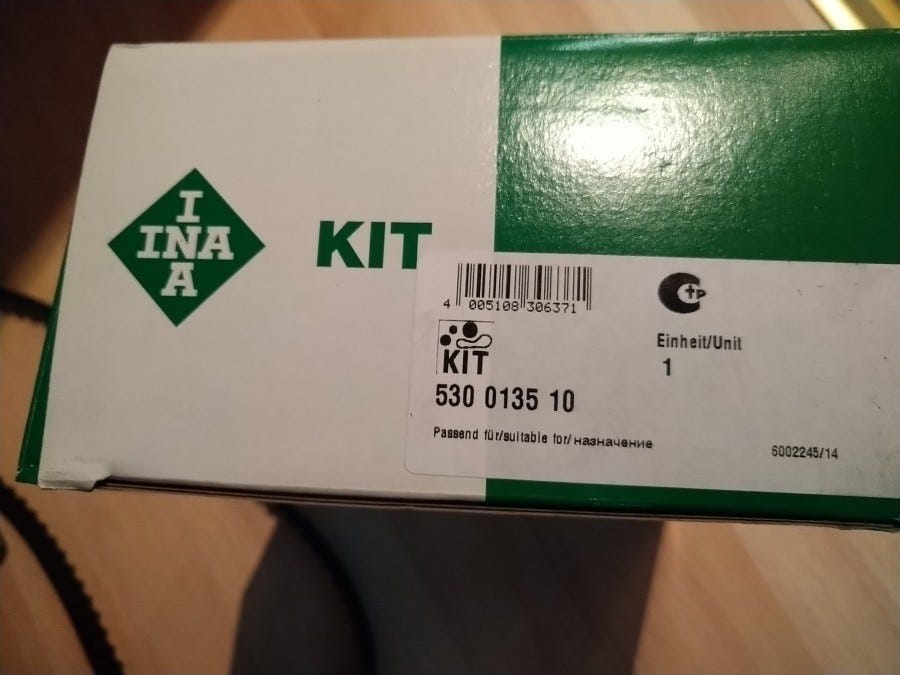 I
INA
A
KIT
4 005108 306371
KIT
530 0135 10
Passend für/suitable for/назначение
CTP
Einheit/Unit
1
6002245/14